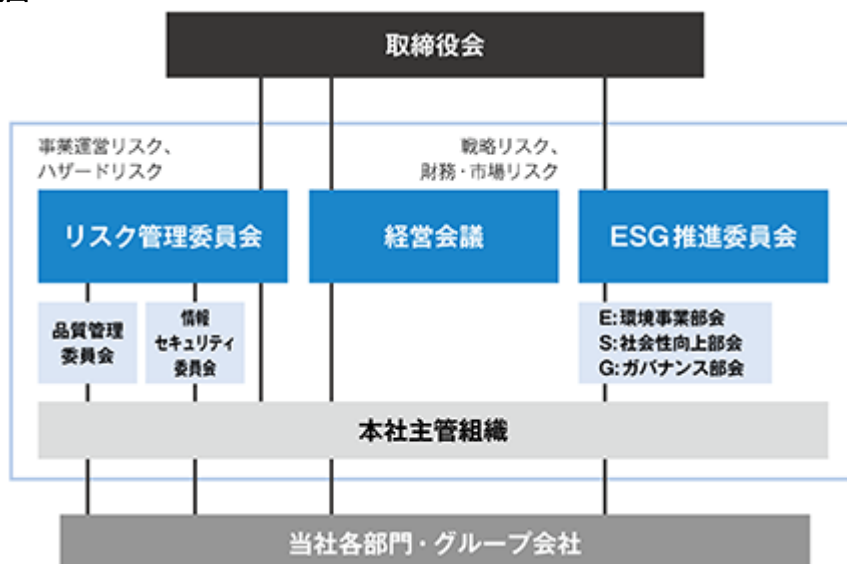 取締役会
事業運営リスク、
ハザードリスク
戦略リスク、
財務・市場リスク
リスク管理委員会
経営会議
ESG推進委員会
品質管理
委員会
情報
セキュリティ
委員会
E:環境事業部会
S:社会性向上部会
G:ガバナンス部会
本社主管組織
当社各部門・グループ会社